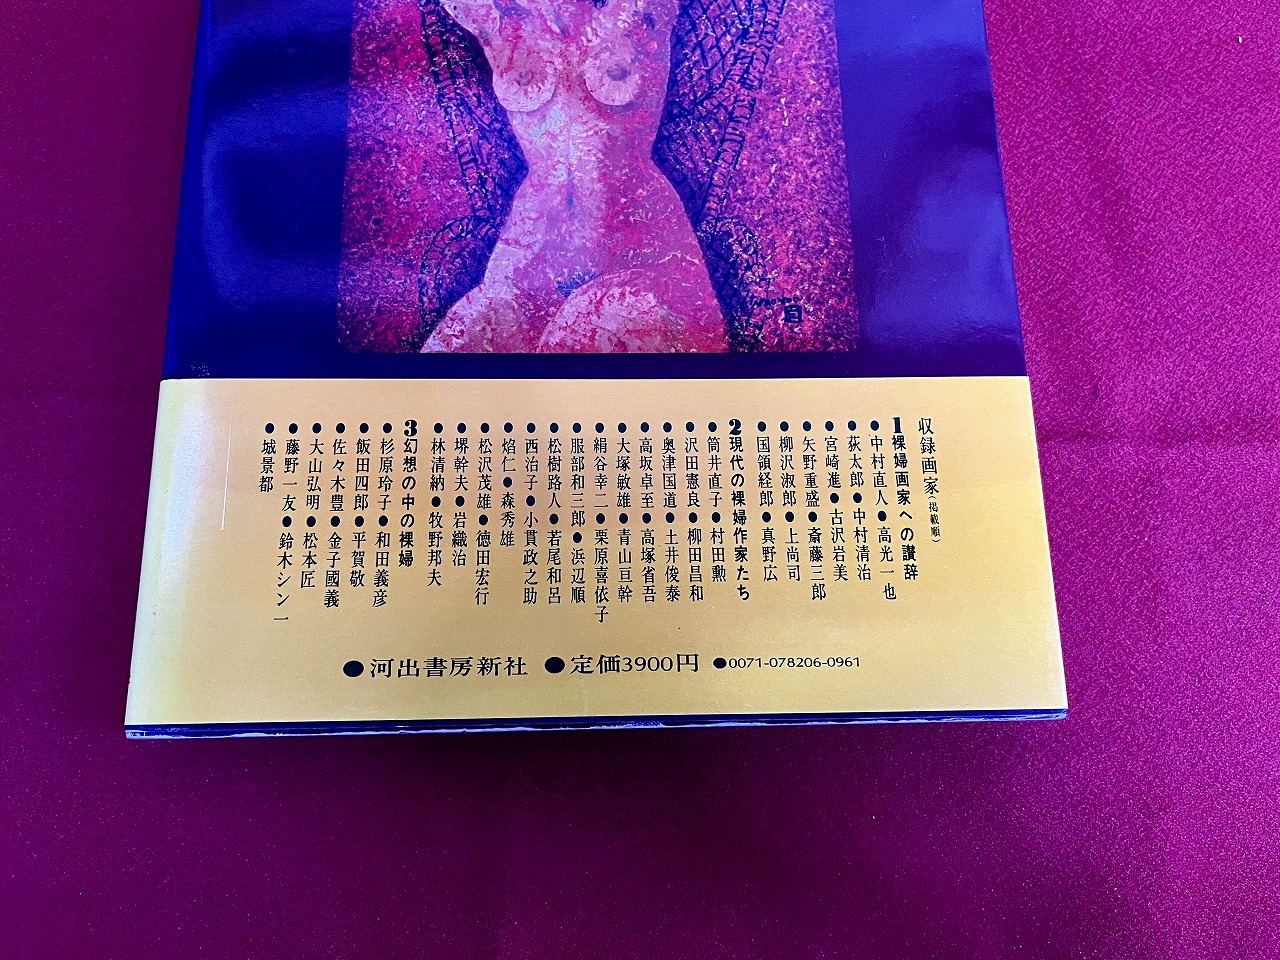 収録画家（掲載順）
1裸婦画家への讃辞
●中村直人●高光一也
●荻太郎●中村清治
●宮崎進●古沢岩美
●矢野重盛●斎藤三郎
●柳沢淑郎●上尚司
●国領経郎●真野広
2現代の裸婦作家たち
●筒井直子●村田勲
●沢田憲良●柳田昌和
●奥津国道●土井俊泰
●高坂卓至●高塚省吾
●大塚敏雄●青山亘幹
●絹谷幸二●栗原喜依子
●服部和三郎●浜辺順
●松樹路人●若尾和呂
●西治子●小貫政之助
●焰仁●森秀雄
●松沢茂雄●徳田宏行
●堺幹夫●岩織治
●林清納●牧野邦夫
3幻想の中の裸婦
●杉原玲子●和田義彦
●飯田四郎●平賀敬
●佐々木豊●金子國義
●大山弘明●松本匠
●藤野一友●鈴木シン一
●城景都
●河出書房新社 ●定価3900円 ●0071-078206-0961